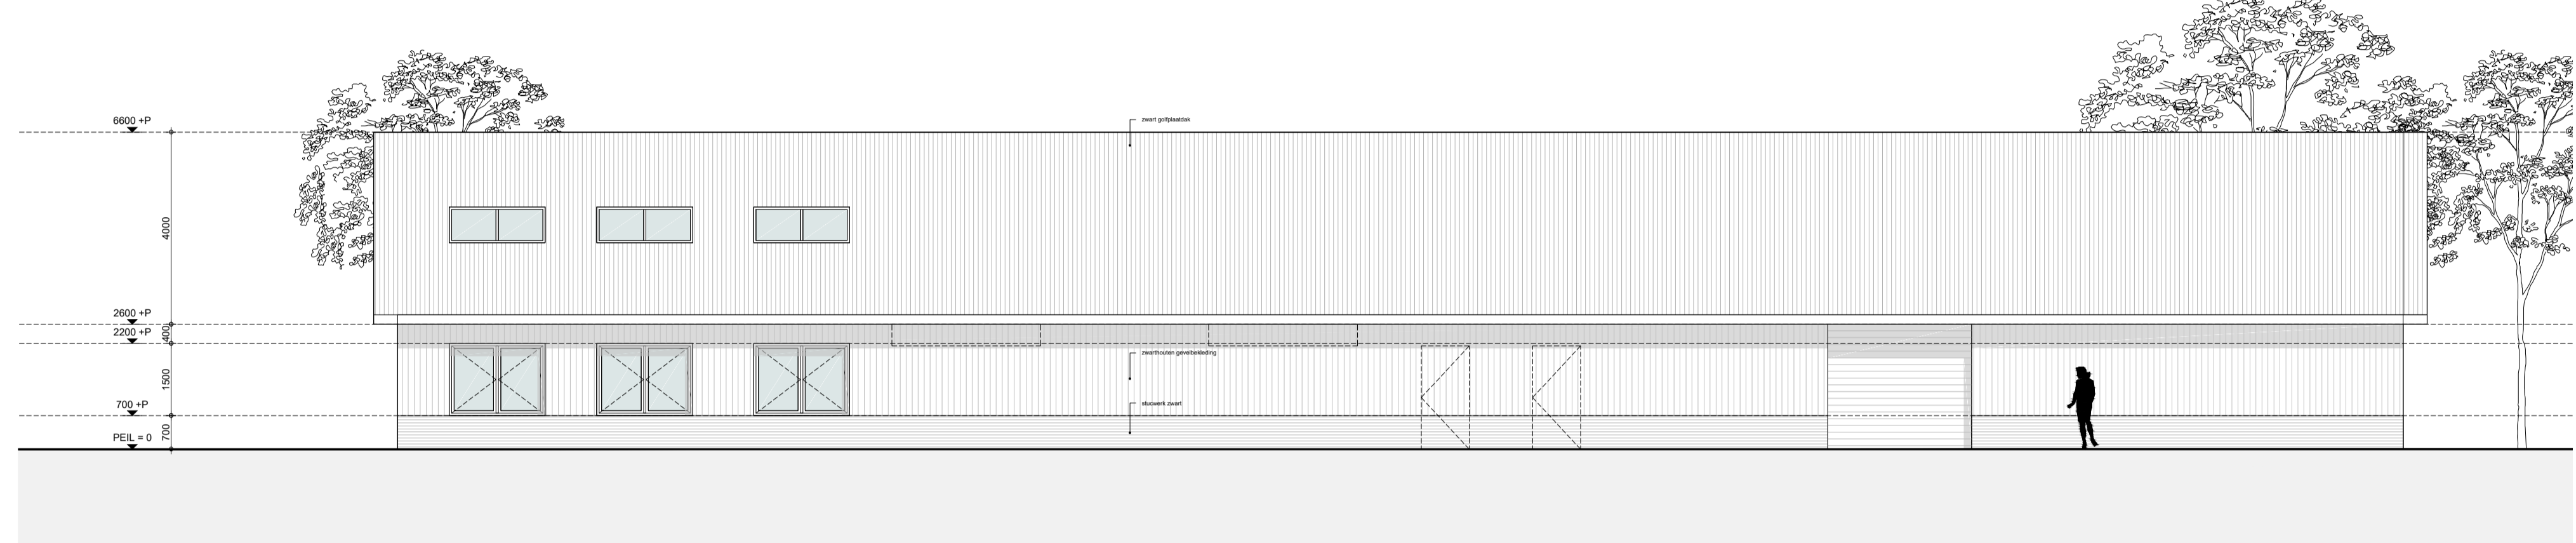 6600 +P
zwart golfplaatdak
4000
2600 +P
400
2200 +P
zwarthouten gevelbekleding
1500
700 +P
stucwerk zwart
700
PEIL = 0